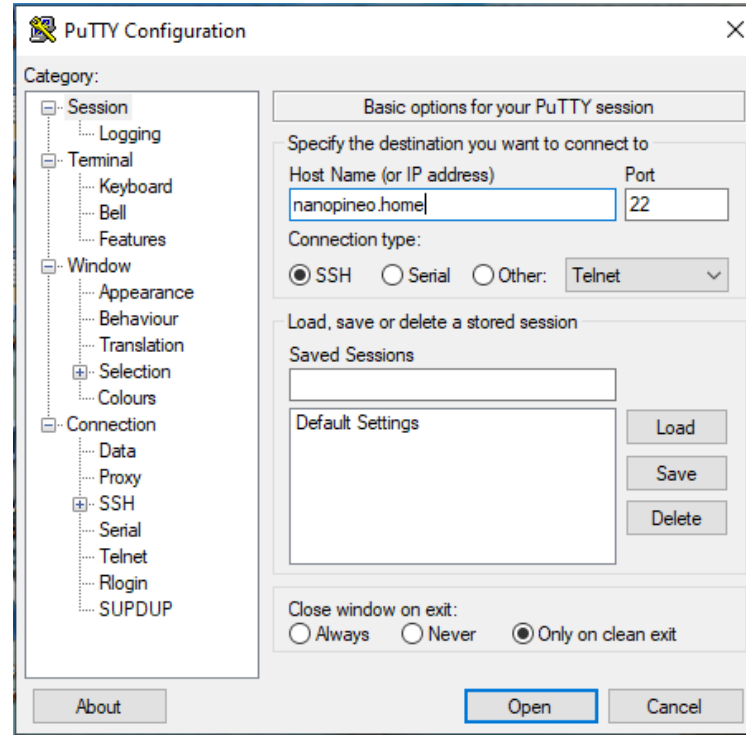 PuTTY Configuration
Category:
Session
Logging
Terminal
Keyboard
Bell
Features
Window
Appearance
Behaviour
Translation
Selection
Colours
Connection
Data
Proxy
SSH
Serial
Telnet
Rlogin
SUPDUP
Basic options for your PuTTY session
Specify the destination you want to connect to
Host Name (or IP address) Port
nanopineo.home 22
Connection type:
SSH Serial Other: Telnet
Load, save or delete a stored session
Saved Sessions
Default Settings
Load
Save
Delete
Close window on exit:
Always Never Only on clean exit
About Open Cancel